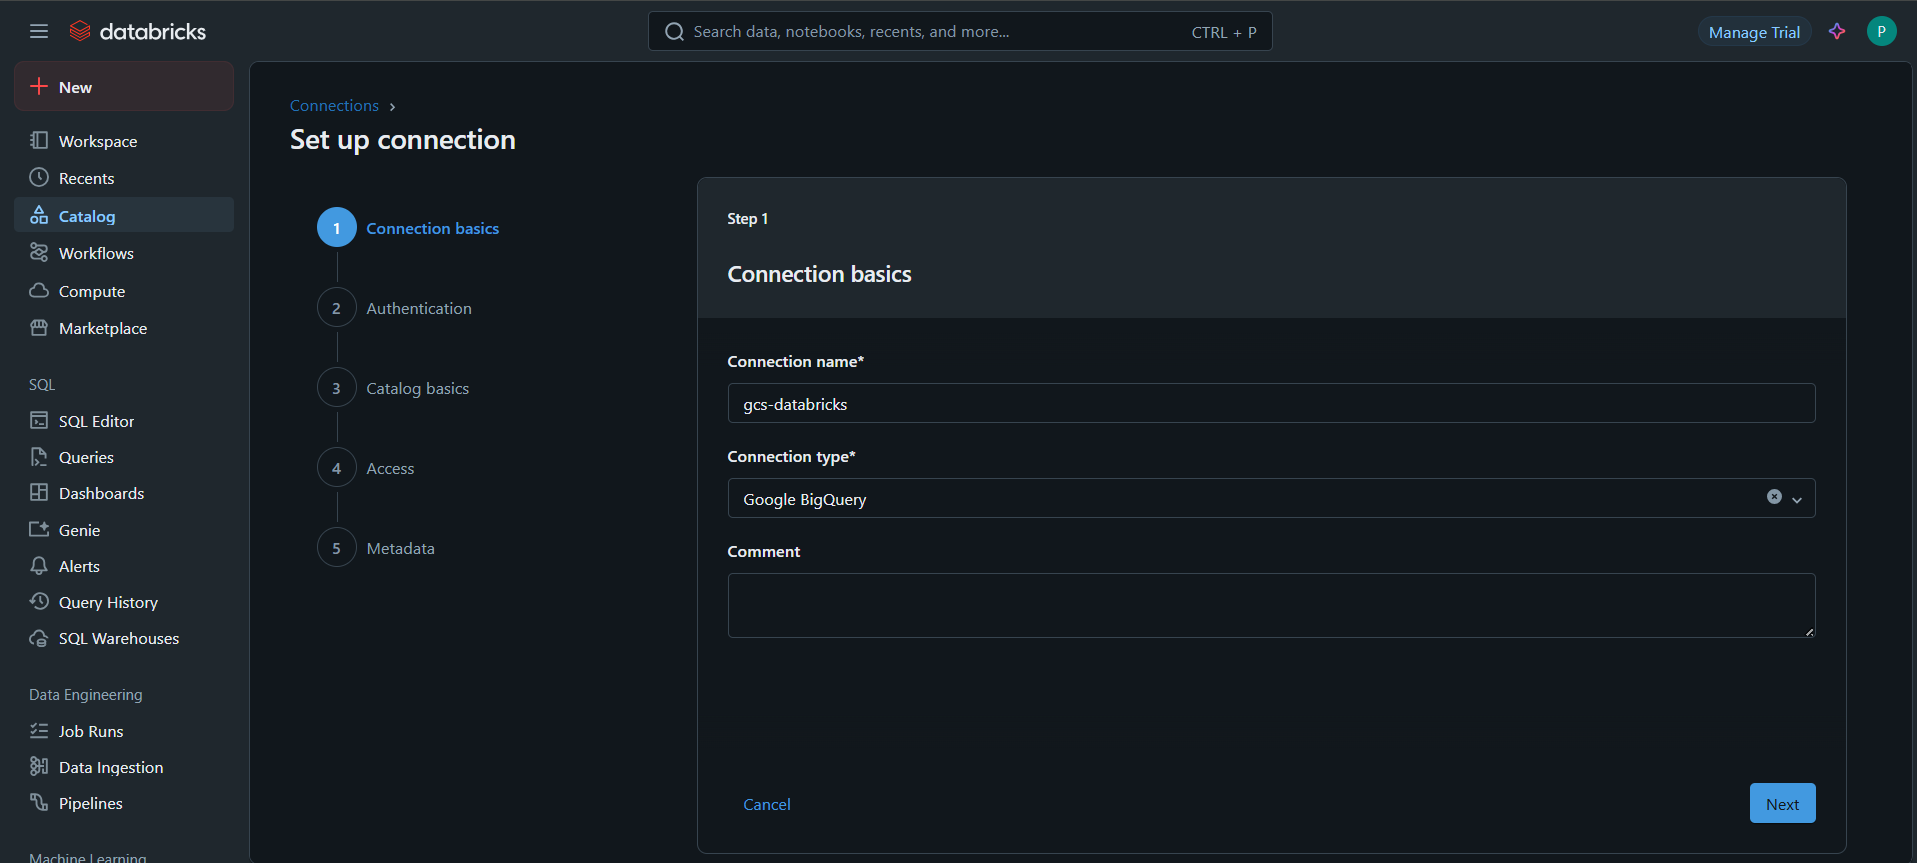 databricks
Search data, notebooks, recents, and more...
CTRL + P
Manage Trial
P
New
Workspace
Recents
Catalog
Workflows
Compute
Marketplace
SQL
SQL Editor
Queries
Dashboards
Genie
Alerts
Query History
SQL Warehouses
Data Engineering
Job Runs
Data Ingestion
Pipelines
Machine Learning
Connections
Set up connection
1 Connection basics
2 Authentication
3 Catalog basics
4 Access
5 Metadata
Step 1
Connection basics
Connection name*
gcs-databricks
Connection type*
Google BigQuery
Comment
Cancel
Next